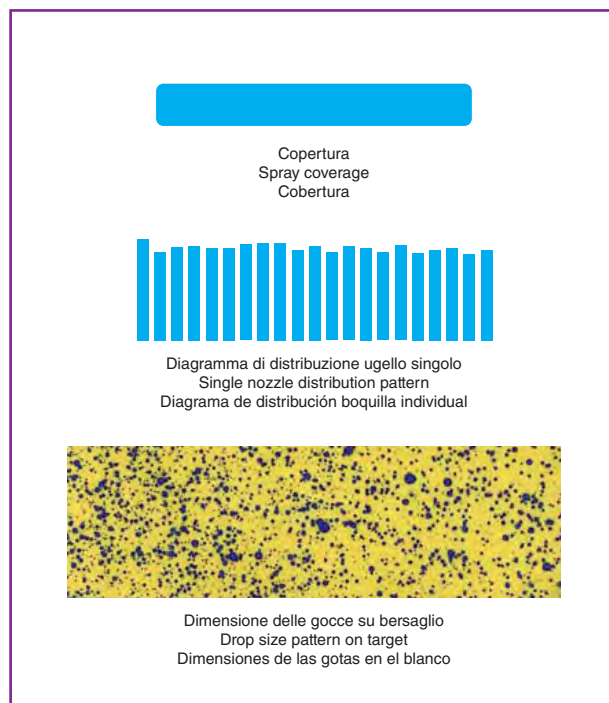 Copertura
Spray coverage
Cobertura
Diagramma di distribuzione ugello singolo
Single nozzle distribution pattern
Diagrama de distribución boquilla individual
Dimensione delle gocce su bersaglio
Drop size pattern on target
Dimensiones de las gotas en el blanco